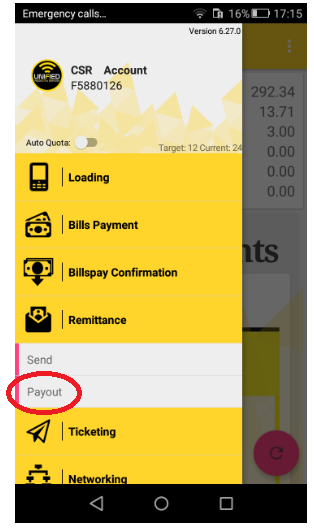 Emergency calls... 16% 17:15
Version 6.27.0
UNIFIED
CSR Account
F5880126
Auto Quota:
Target: 12 Current: 24
292.34
13.71
3.00
0.00
0.00
0.00
Loading
Bills Payment
Billspay Confirmation
nts
Remittance
Send
Payout
Ticketing
Networking